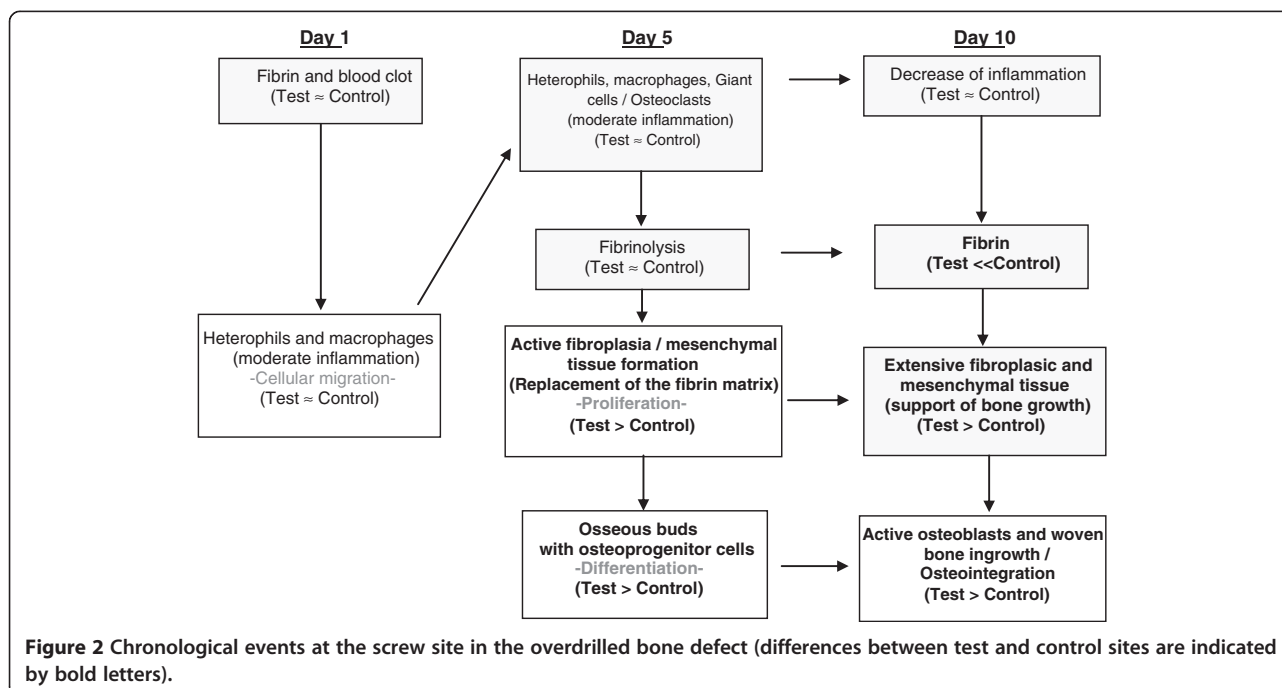 Day 1
Fibrin and blood clot
(Test ≈ Control)
Heterophils and macrophages
(moderate inflammation)
-Cellular migration-
(Test ≈ Control)
Day 5
Heterophils, macrophages, Giant
cells / Osteoclasts
(moderate inflammation)
(Test ≈ Control)
Fibrinolysis
(Test ≈ Control)
Active fibroplasia / mesenchymal
tissue formation
(Replacement of the fibrin matrix)
-Proliferation-
(Test > Control)
Osseous buds
with osteoprogenitor cells
-Differentiation-
(Test > Control)
Day 10
Decrease of inflammation
(Test ≈ Control)
Fibrin
(Test <<Control)
Extensive fibroplasic and
mesenchymal tissue
(support of bone growth)
(Test > Control)
Active osteoblasts and woven
bone ingrowth /
Osteointegration
(Test > Control)
Figure 2 Chronological events at the screw site in the overdrilled bone defect (differences between test and control sites are indicated
by bold letters).